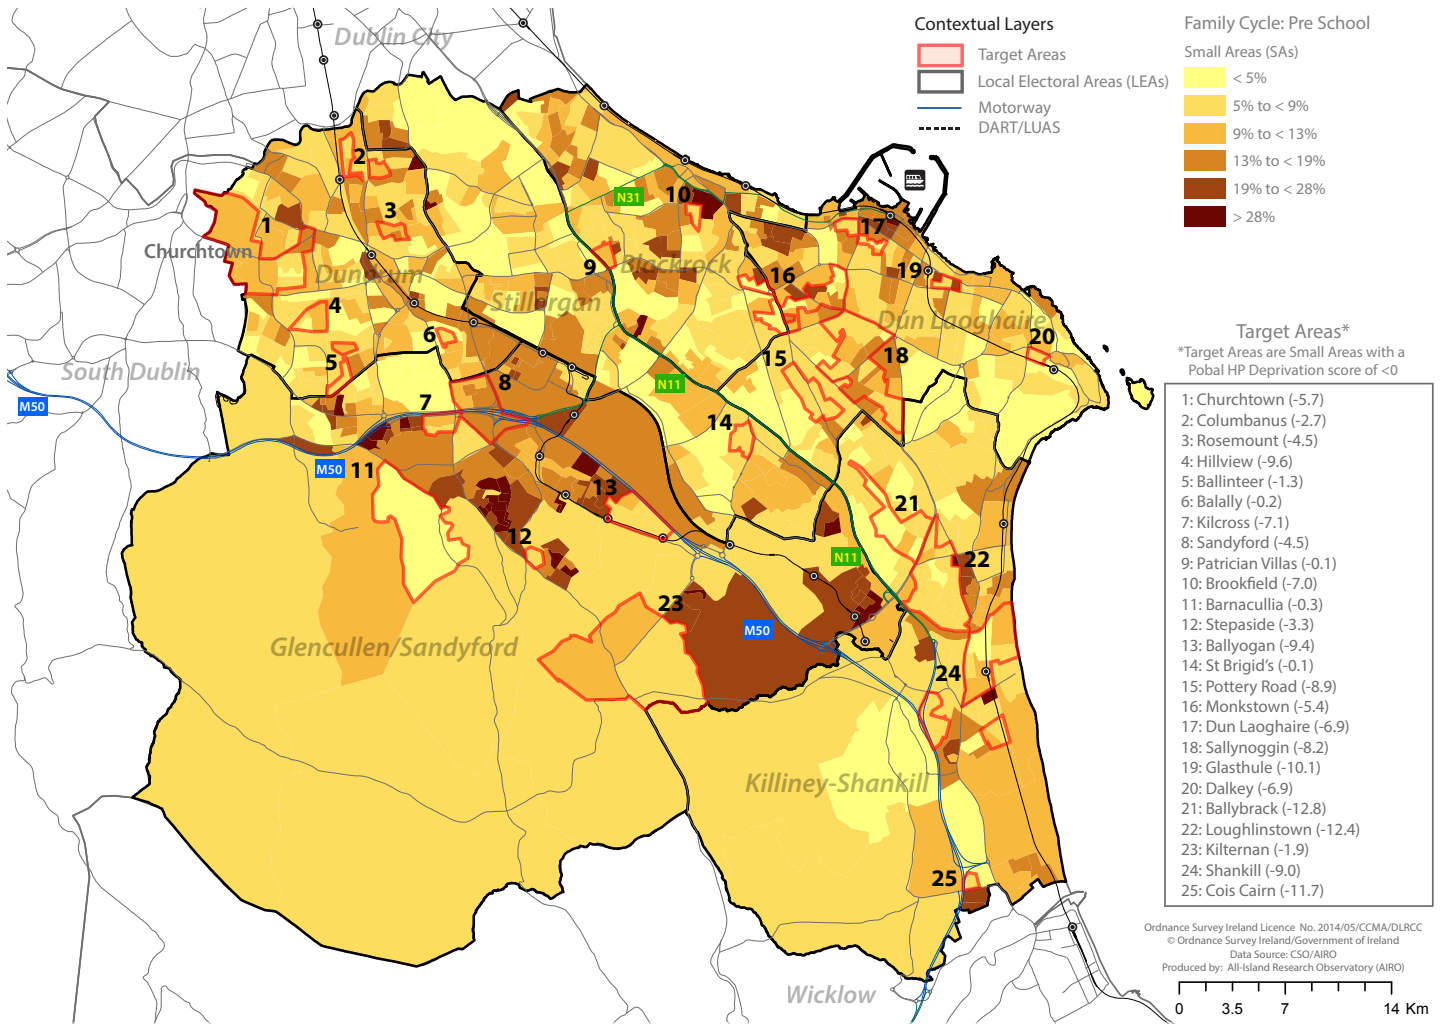 Contextual Layers
Target Areas
Local Electoral Areas (LEAs)
Motorway
DART/LUAS
Family Cycle: Pre School
Small Areas (SAs)
< 5%
5% to < 9%
9% to < 13%
13% to < 19%
19% to < 28%
> 28%
Dublin City
2
N31
10
1
3
17
Churchtown
Dundrum
9
Blackrock
16
19
Stillorgan
4
Dún Laoghaire
6
20
5
15
18
South Dublin
8
N11
M50
7
14
M50
11
13
21
12
N11
22
23
M50
Glencullen/Sandyford
24
Killiney-Shankill
25
Wicklow
Target Areas*
*Target Areas are Small Areas with a
Pobal HP Deprivation score of <0
1: Churchtown (-5.7)
2: Columbanus (-2.7)
3: Rosemount (-4.5)
4: Hillview (-9.6)
5: Ballinteer (-1.3)
6: Balally (-0.2)
7: Kilcross (-7.1)
8: Sandyford (-4.5)
9: Patrician Villas (-0.1)
10: Brookfield (-7.0)
11: Barnacullia (-0.3)
12: Stepaside (-3.3)
13: Ballyogan (-9.4)
14: St Brigid's (-0.1)
15: Pottery Road (-8.9)
16: Monkstown (-5.4)
17: Dun Laoghaire (-6.9)
18: Sallynoggin (-8.2)
19: Glasthule (-10.1)
20: Dalkey (-6.9)
21: Ballybrack (-12.8)
22: Loughlinstown (-12.4)
23: Kilternan (-1.9)
24: Shankill (-9.0)
25: Cois Cairn (-11.7)
Ordnance Survey Ireland Licence No. 2014/05/CCMA/DLRCC
© Ordnance Survey Ireland/Government of Ireland
Data Source: CSO/AIRO
Produced by: All-Island Research Observatory (AIRO)
0 3.5 7 14 Km